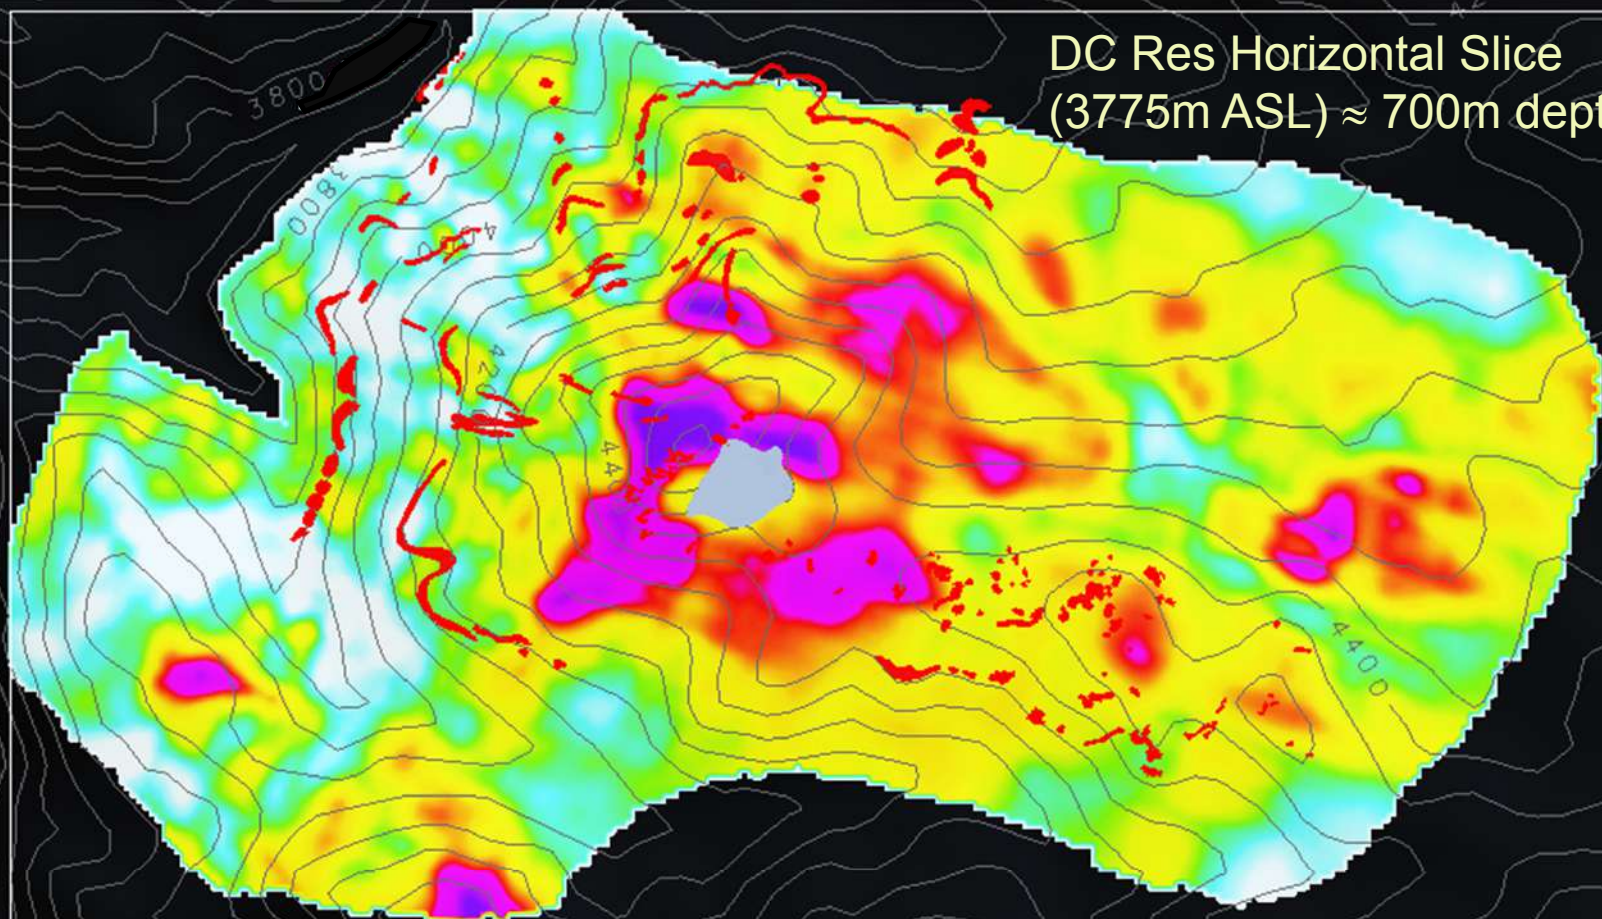 DC Res Horizontal Slice
(3775m ASL) ≈ 700m dept
3800
3800
4400